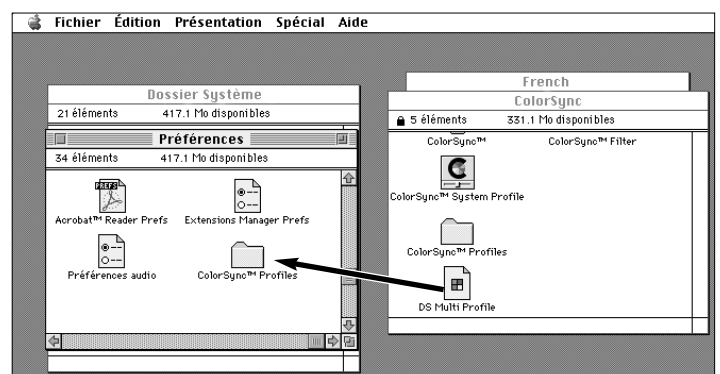 Fichier Édition Présentation Spécial Aide
Dossier Système
21 éléments 417.1 Mo disponibles
Préférences
34 éléments 417.1 Mo disponibles
PREFS
Acrobat™ Reader Prefs Extensions Manager Prefs
Préférences audio ColorSync™ Profiles
French
ColorSync
5 éléments 331.1 Mo disponibles
ColorSync™ ColorSync™ Filter
ColorSync™ System Profile
ColorSync™ Profiles
DS Multi Profile